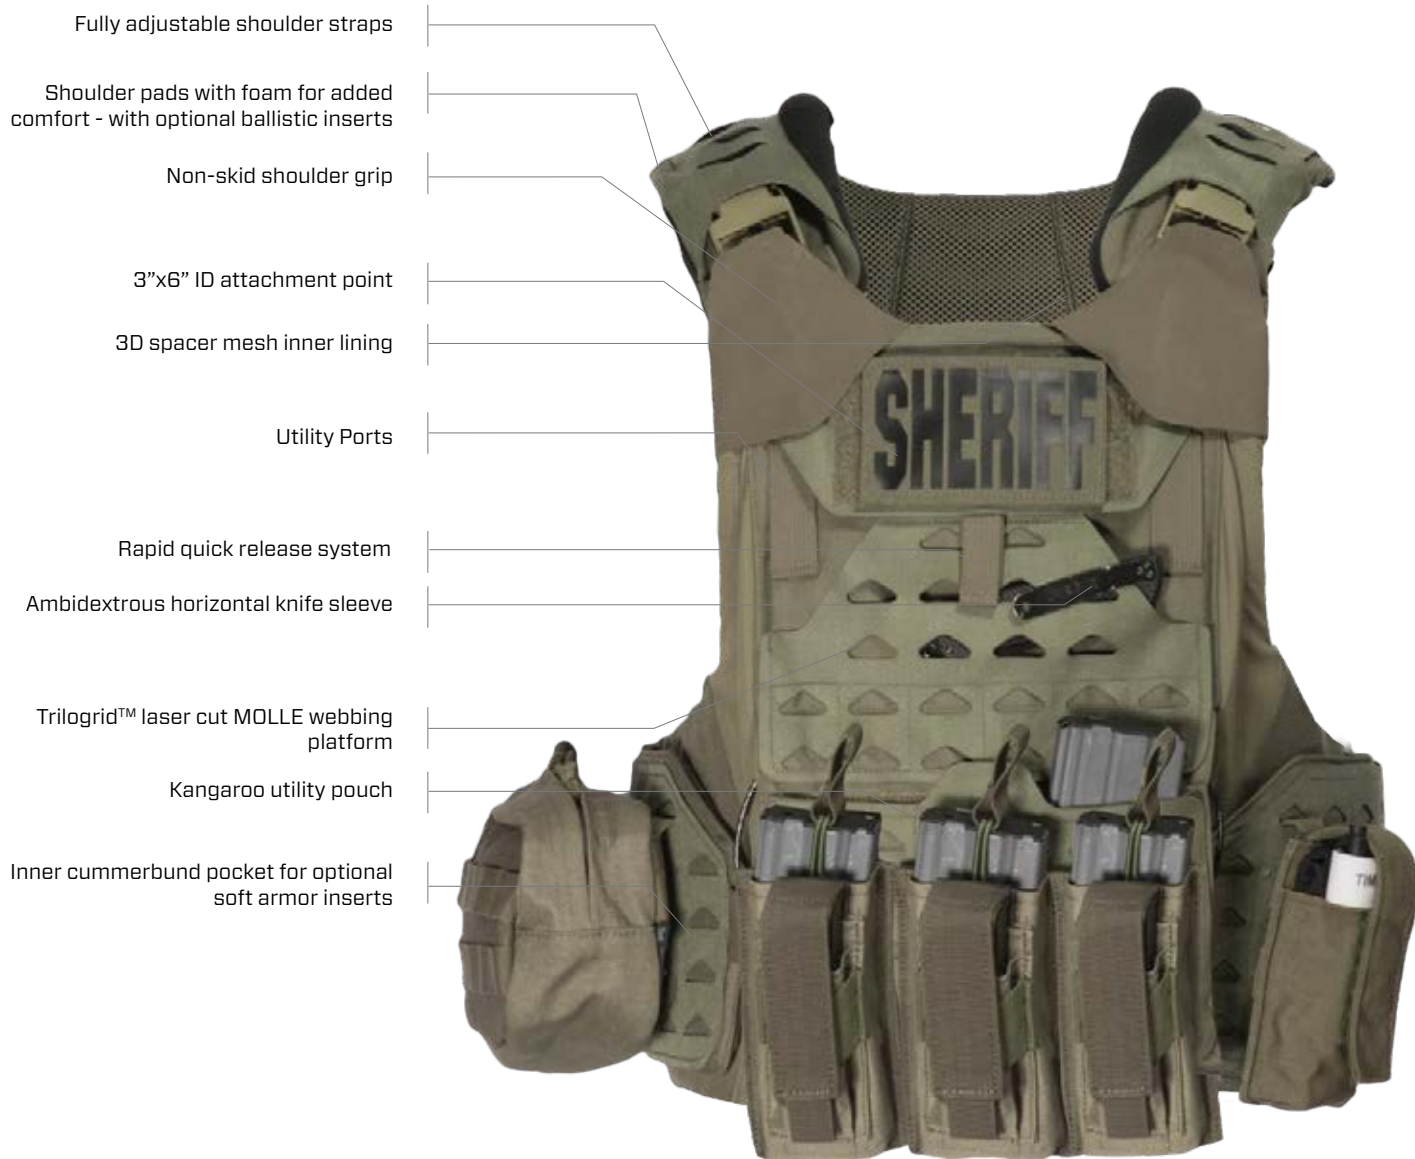 Fully adjustable shoulder straps
Shoulder pads with foam for added
comfort - with optional ballistic inserts
Non-skid shoulder grip
3”x6” ID attachment point
3D spacer mesh inner lining
SHERIFF
Utility Ports
Rapid quick release system
Ambidextrous horizontal knife sleeve
Trilogrid™ laser cut MOLLE webbing
platform
Kangaroo utility pouch
Inner cummerbund pocket for optional
soft armor inserts